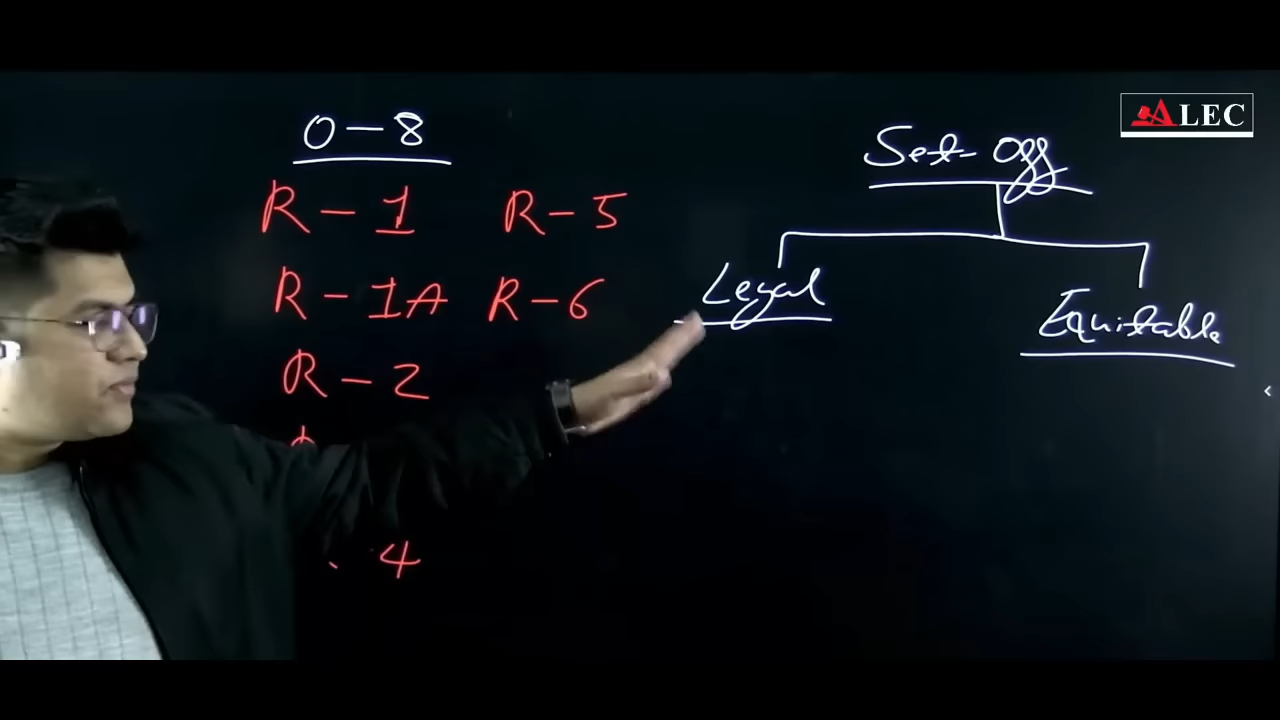 ALEC
O - 8
R - 1 R - 5
R - 1A R - 6
R - 2
4
Set-Off
Legal
Equitable